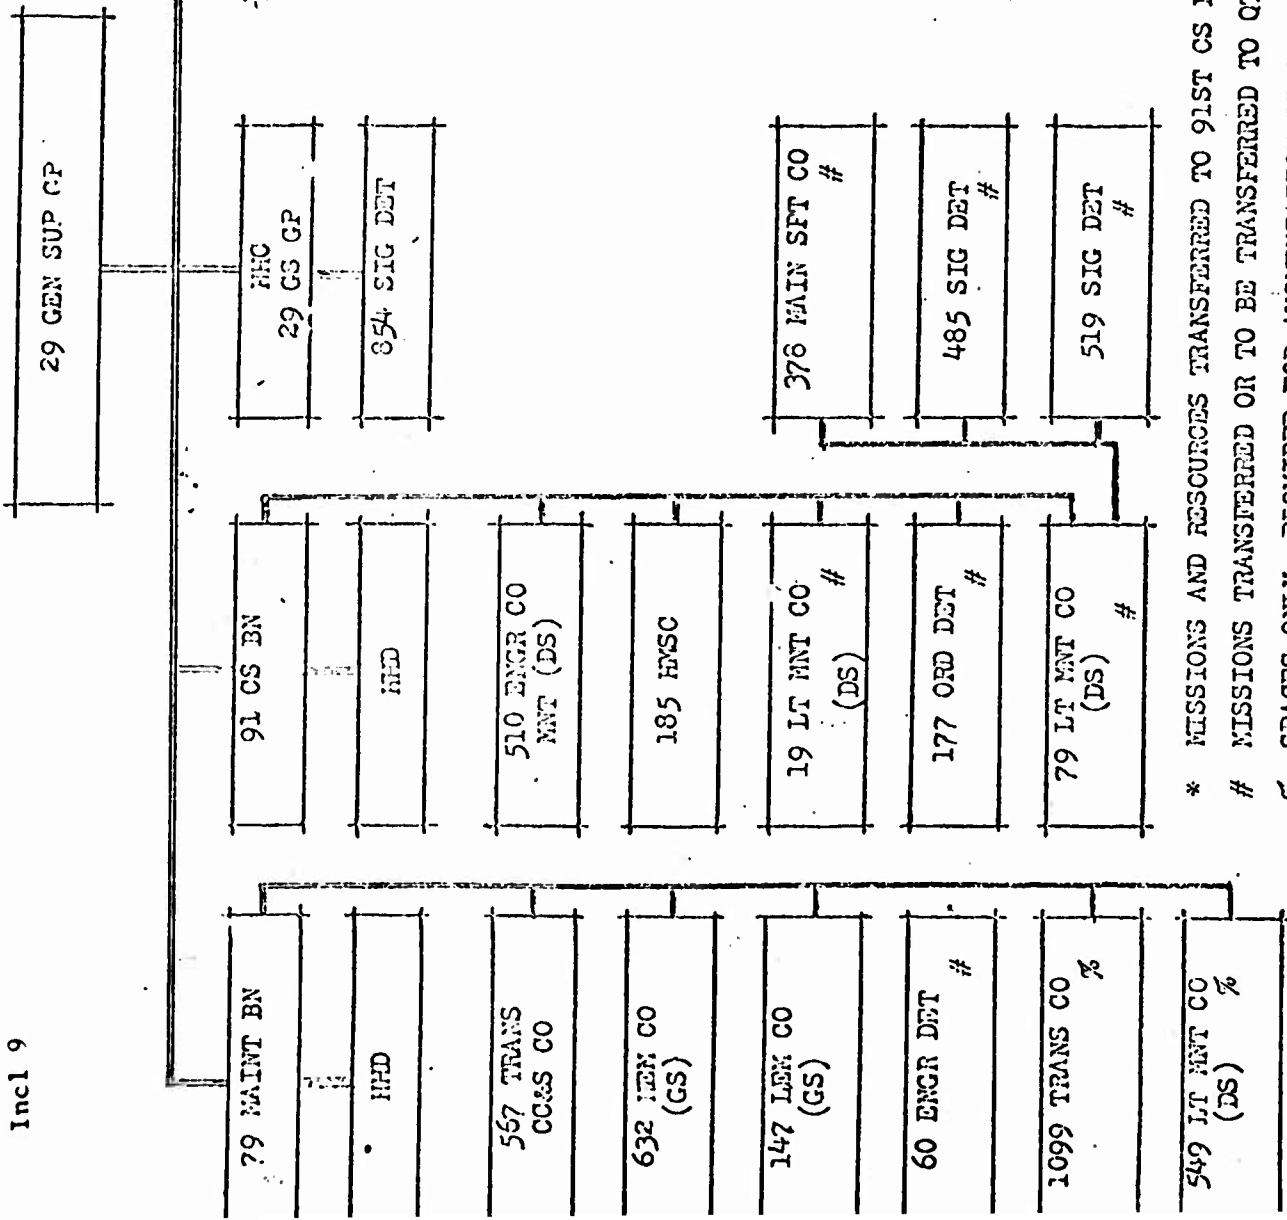 Incl 9
29 GEN SUP GP
HHC
29 GS GP
854 SIG DET
79 MAINT BN
HHD
567 TRANS
CC&S CO
632 HEM CO
(GS)
147 LEM CO
(GS)
60 ENGR DET
#
1099 TRANS CO
%
549 LT MNT CO
(DS) %
91 CS BN
HHD
510 ENGR CO
MNT (DS)
185 HMSC
19 LT MNT CO
(DS) #
177 ORD DET
#
79 LT MNT CO
(DS)
#
378 MAIN SPT CO
#
485 SIG DET
#
519 SIG DET
#
* MISSIONS AND RESOURCES TRANSFERRED TO 91ST CS
# MISSIONS TRANSFERRED OR TO BE TRANSFERRED TO